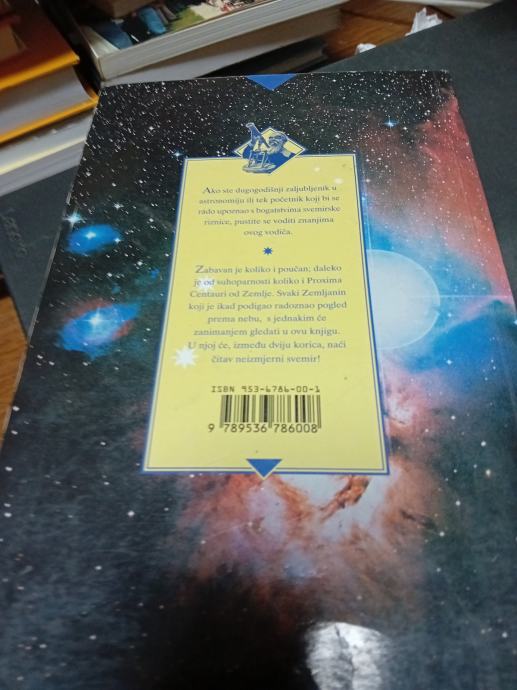 Ako ste dugogodišnji zaljubljenik u
astronomiju ili tek početnik koji bi se
rado upoznao s bogatstvima svemirske
riznice, pustite se voditi znanjima
ovog vodiča.
Zabavan je koliko i poučan; daleko
je od suhoparnosti koliko i Proxima
Centauri od Zemlje. Svaki Zemljanin
koji je ikad podigao radoznao pogled
prema nebu, s jednakim će
zanimanjem gledati u ovu knjigu.
U njoj će, između dviju korica, naći
čitav neizmjerni svemir!
ISBN 953-6786-00-1
9 789536 786008